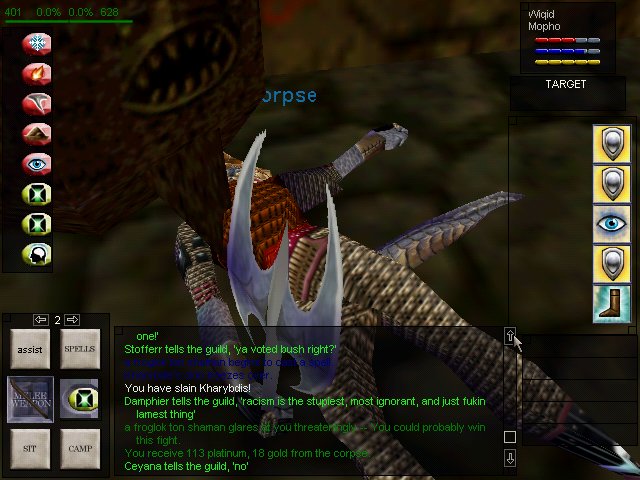 401 0.0% 0.0% 628
Wiqid
Mopho
TARGET
orpse
2
assist
SPELLS
MELEE
WEAPON
SIT
CAMP
one!'
Stofferr tells the guild, 'ya voted bush right?'
You have slain Kharybdis!
Damphier tells the guild, 'racism is the stuplest, most ignorant, and just fukin
lamest thing'
a froglok ton shaman glares at you threateningly -- You could probably win
this fight.
You receive 113 platinum, 18 gold from the corpse.
Ceyana tells the guild, 'no'